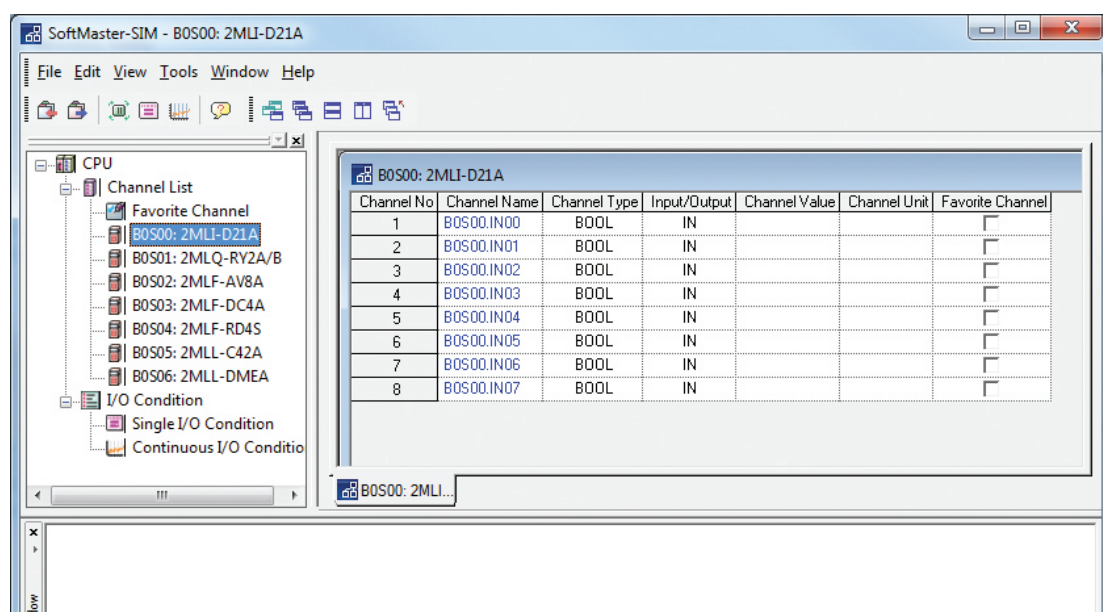 SoftMaster-SIM - B0S00: 2MLI-D21A
File Edit View Tools Window Help
CPU
Channel List
Favorite Channel
B0S00: 2MLI-D21A
B0S01: 2MLQ-RY2A/B
B0S02: 2MLF-AV8A
B0S03: 2MLF-DC4A
B0S04: 2MLF-RD4S
B0S05: 2MLL-C42A
B0S06: 2MLL-DMEA
I/O Condition
Single I/O Condition
Continuous I/O Conditio
B0S00: 2MLI-D21A
Channel No Channel Name Channel Type Input/Output Channel Value Channel Unit Favorite Channel
1 B0S00.IN00 BOOL IN
2 B0S00.IN01 BOOL IN
3 B0S00.IN02 BOOL IN
4 B0S00.IN03 BOOL IN
5 B0S00.IN04 BOOL IN
6 B0S00.IN05 BOOL IN
7 B0S00.IN06 BOOL IN
8 B0S00.IN07 BOOL IN
B0S00: 2MLI...